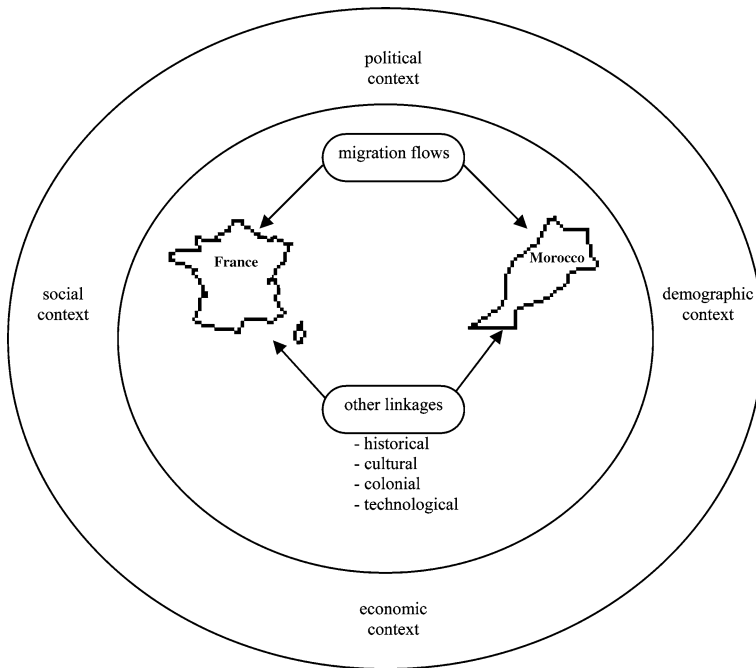 political
context
migration flows
France
Morocco
social
context
demographic
context
other linkages
- historical
- cultural
- colonial
- technological
economic
context